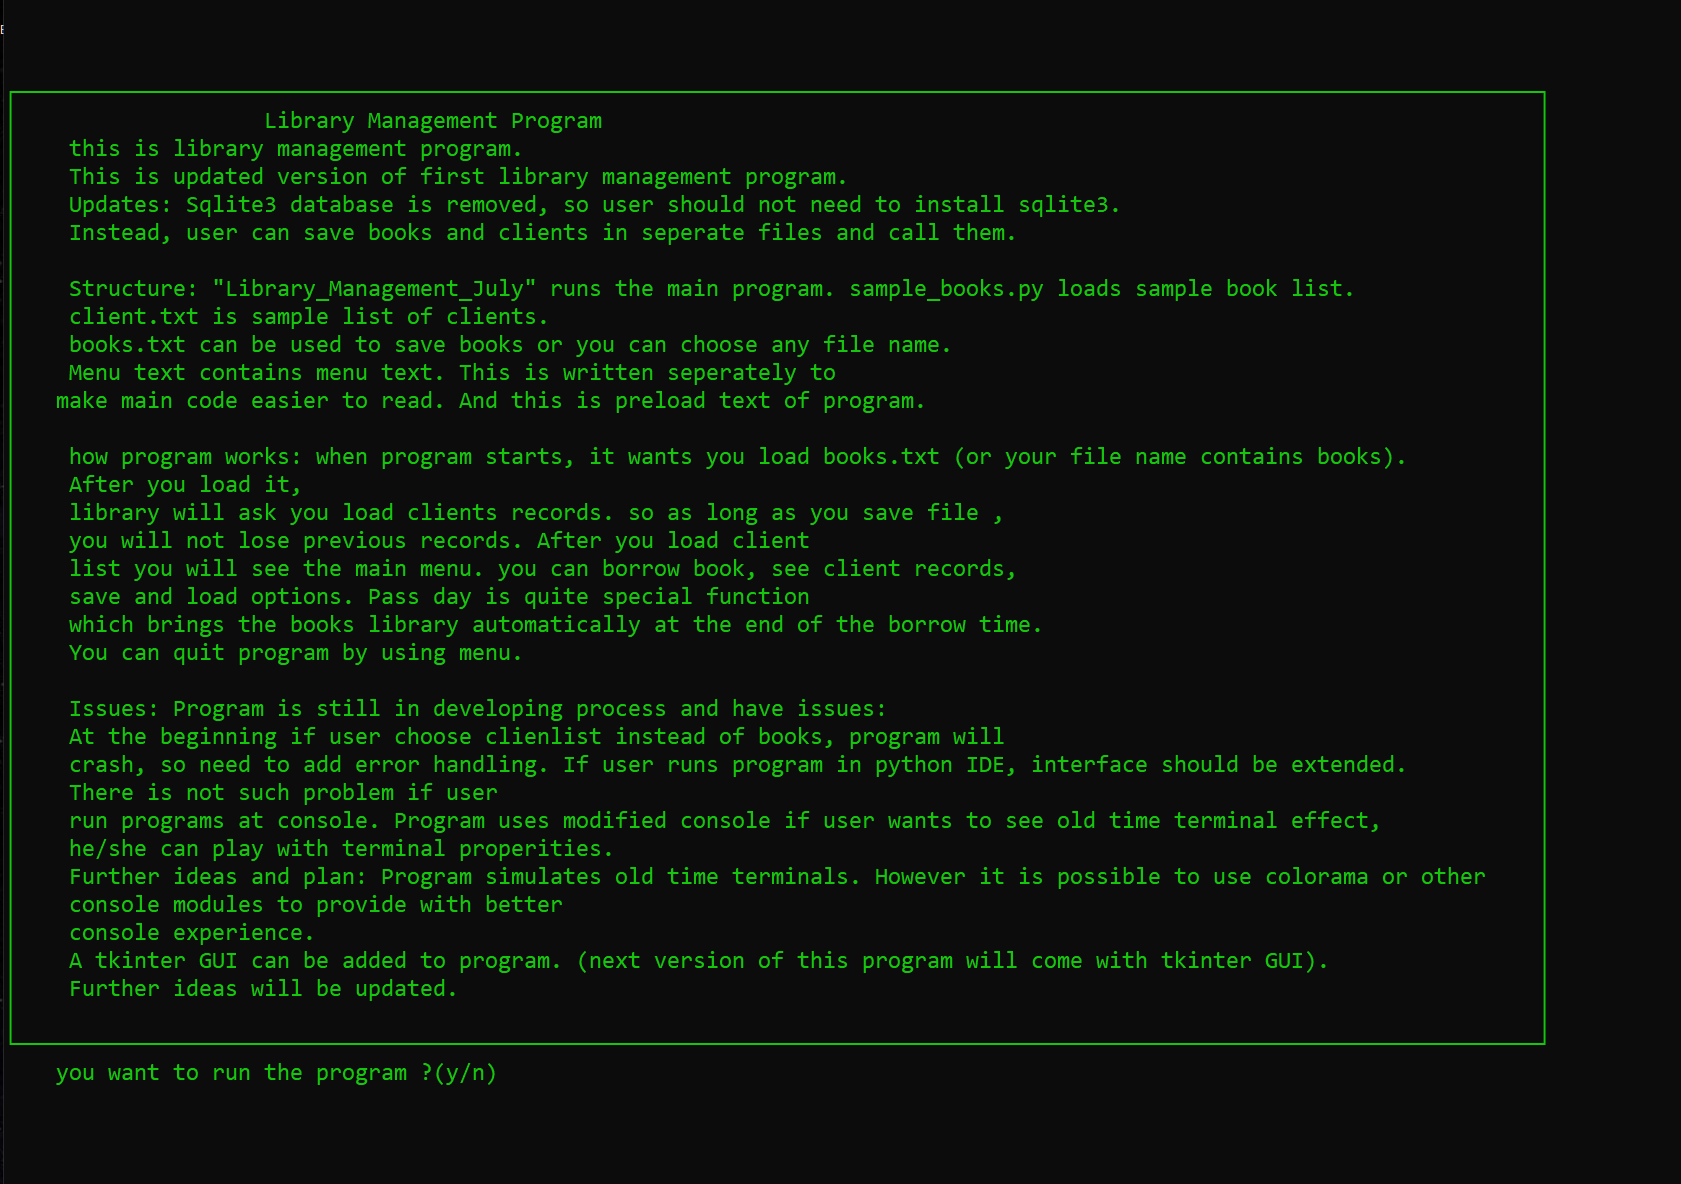 Library Management Program
this is library management program.
This is updated version of first library management program.
Updates: Sqlite3 database is removed, so user should not need to install sqlite3.
Instead, user can save books and clients in seperate files and call them.
Structure: "Library_Management_July" runs the main program. sample_books.py loads sample book list.
client.txt is sample list of clients.
books.txt can be used to save books or you can choose any file name.
Menu text contains menu text. This is written seperately to
make main code easier to read. And this is preload text of program.
how program works: when program starts, it wants you load books.txt (or your file name contains books).
After you load it,
library will ask you load clients records. so as long as you save file ,
you will not lose previous records. After you load client
list you will see the main menu. you can borrow book, see client records,
save and load options. Pass day is quite special function
which brings the books library automatically at the end of the borrow time.
You can quit program by using menu.
Issues: Program is still in developing process and have issues:
At the beginning if user choose clienlist instead of books, program will
crash, so need to add error handling. If user runs program in python IDE, interface should be extended.
There is not such problem if user
run programs at console. Program uses modified console if user wants to see old time terminal effect,
he/she can play with terminal properities.
Further ideas and plan: Program simulates old time terminals. However it is possible to use colorama or other
console modules to provide with better
console experience.
A tkinter GUI can be added to program. (next version of this program will come with tkinter GUI).
Further ideas will be updated.
you want to run the program ?(y/n)